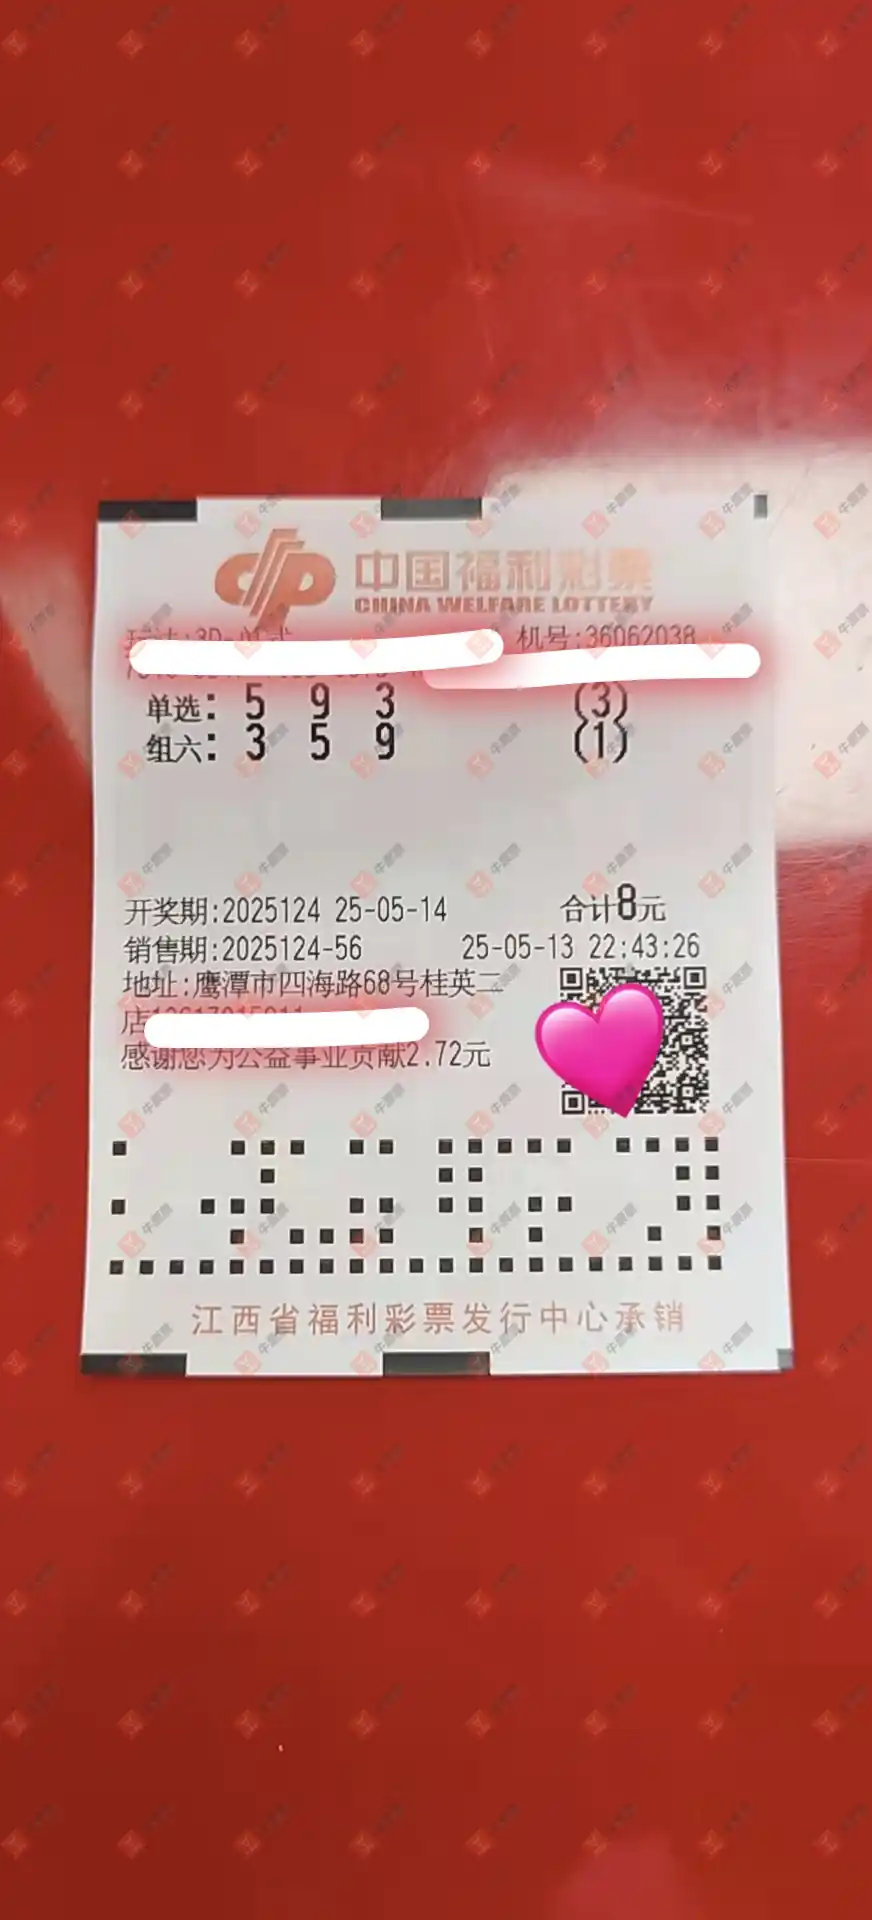 中国福利彩票
CHINA WELFARE LOTTERY
机号:36062038
单选: 5 9 3 (3)
组六: 3 5 9 (1)
开奖期:2025124 25-05-14 合计8元
销售期:2025124-56 25-05-13 22:43:26
地址:鹰潭市四海路68号桂英二
店
感谢您为公益事业贡献2.72元
江西省福利彩票发行中心承销